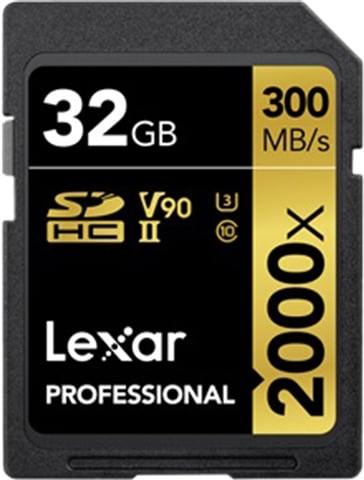 32GB
300
MB/s
SD
HC
V90
II
3
10
2000x
Lexar
PROFESSIONAL